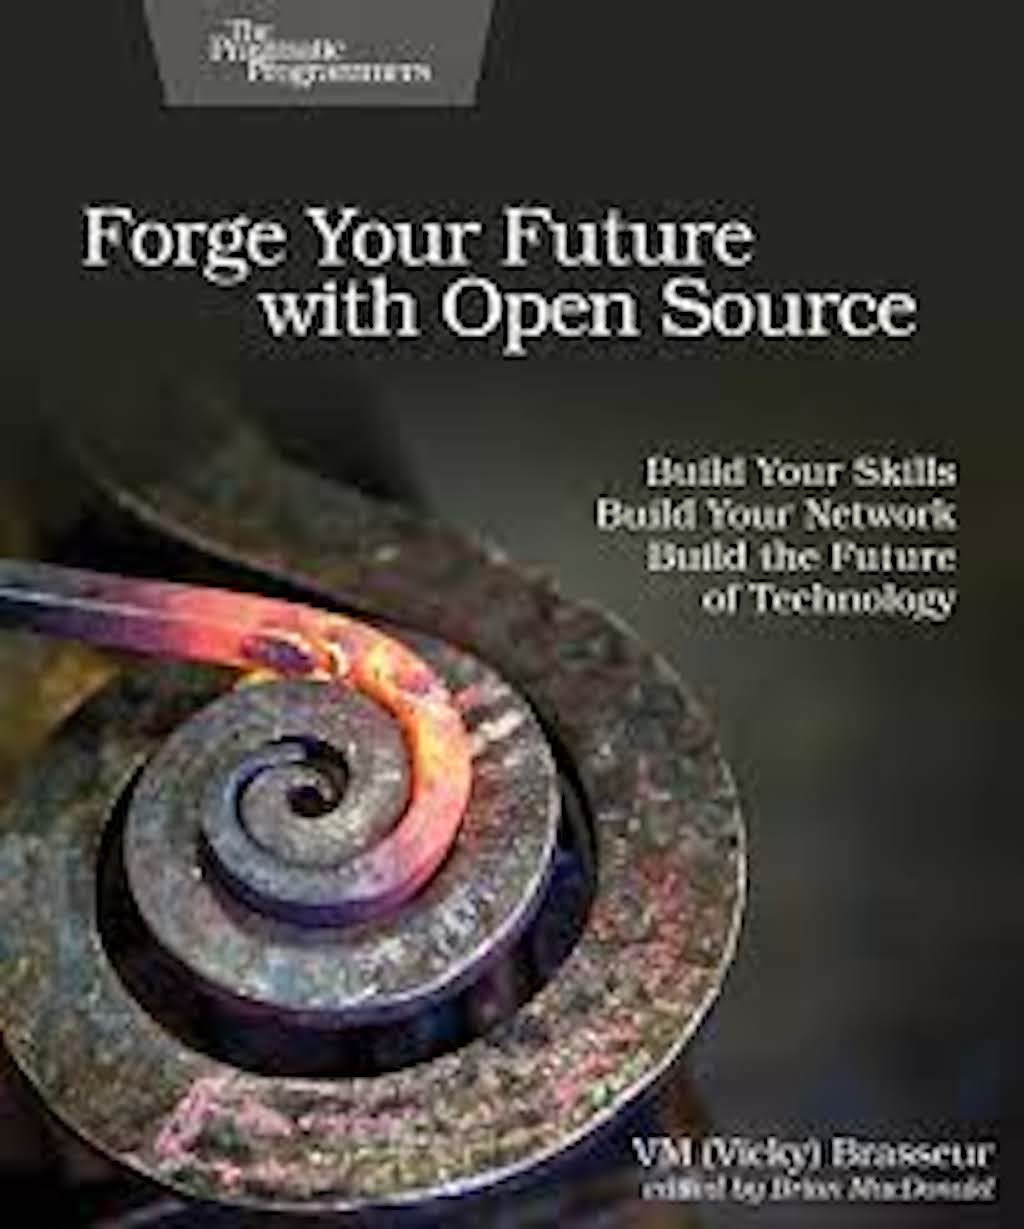 The
Pragmatic
Programmers
Forge Your Future
with Open Source
Build Your Skills
Build Your Network
Build the Future
of Technology
VM (Vicky) Brasseur
edited by Brian MacDonald